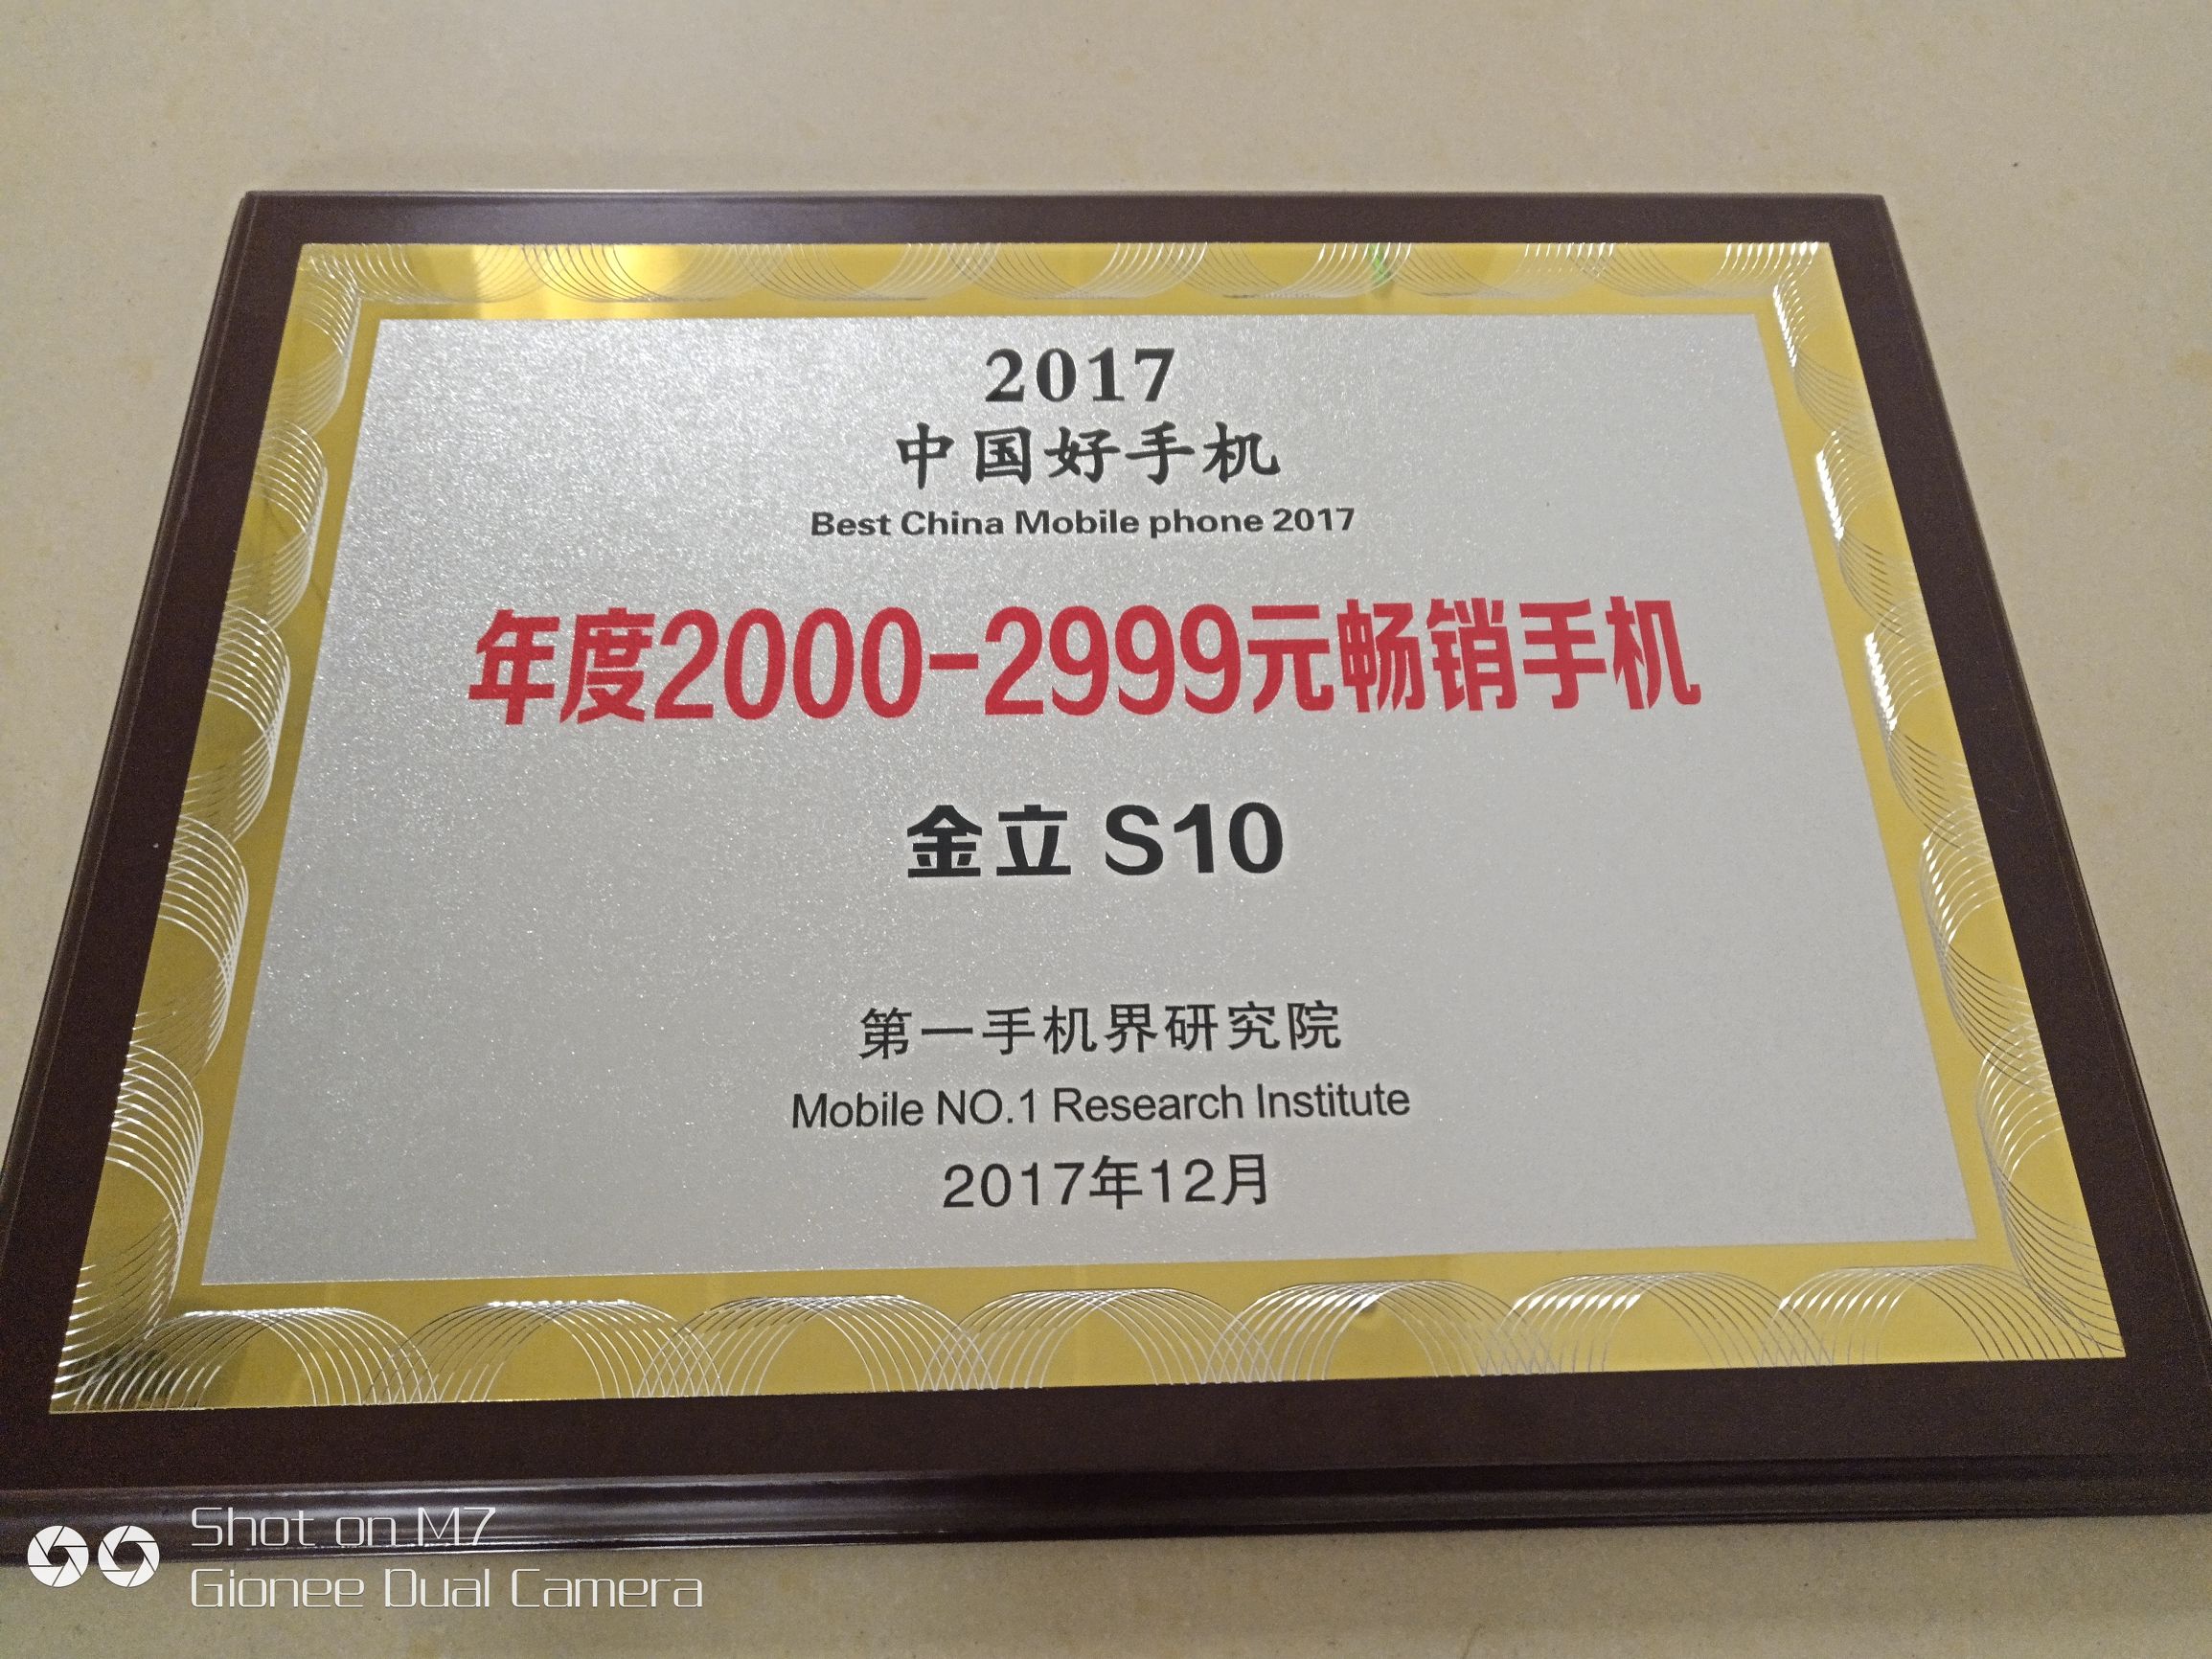 2017
中国好手机
Best China Mobile phone 2017
年度2000-2999元畅销手机
金立 S10
第一手机界研究院
Mobile NO.1 Research Institute
2017年12月
Shot on M7
Gionee Dual Camera